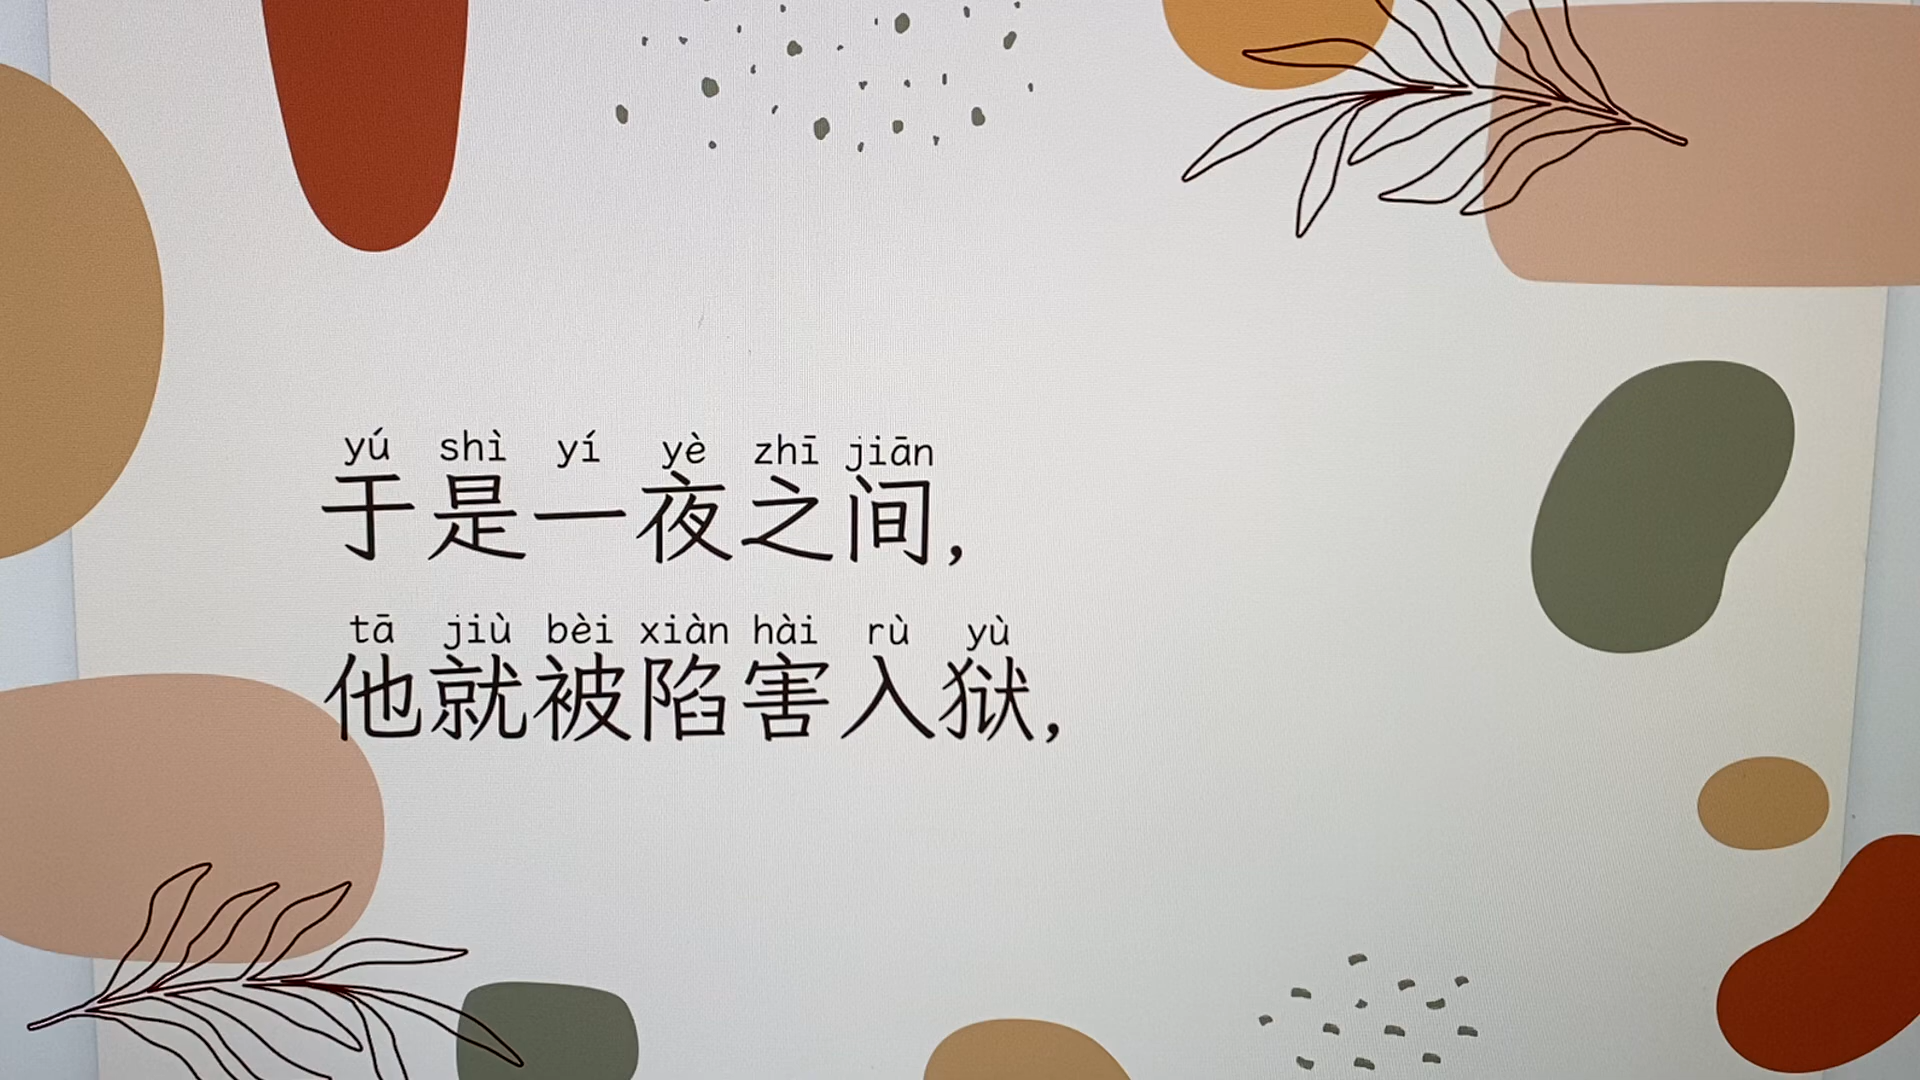 yú shì yí yè zhī jiān
于是一夜之间，
tā jiù bèi xiàn hài rù yù
他就被陷害入狱，